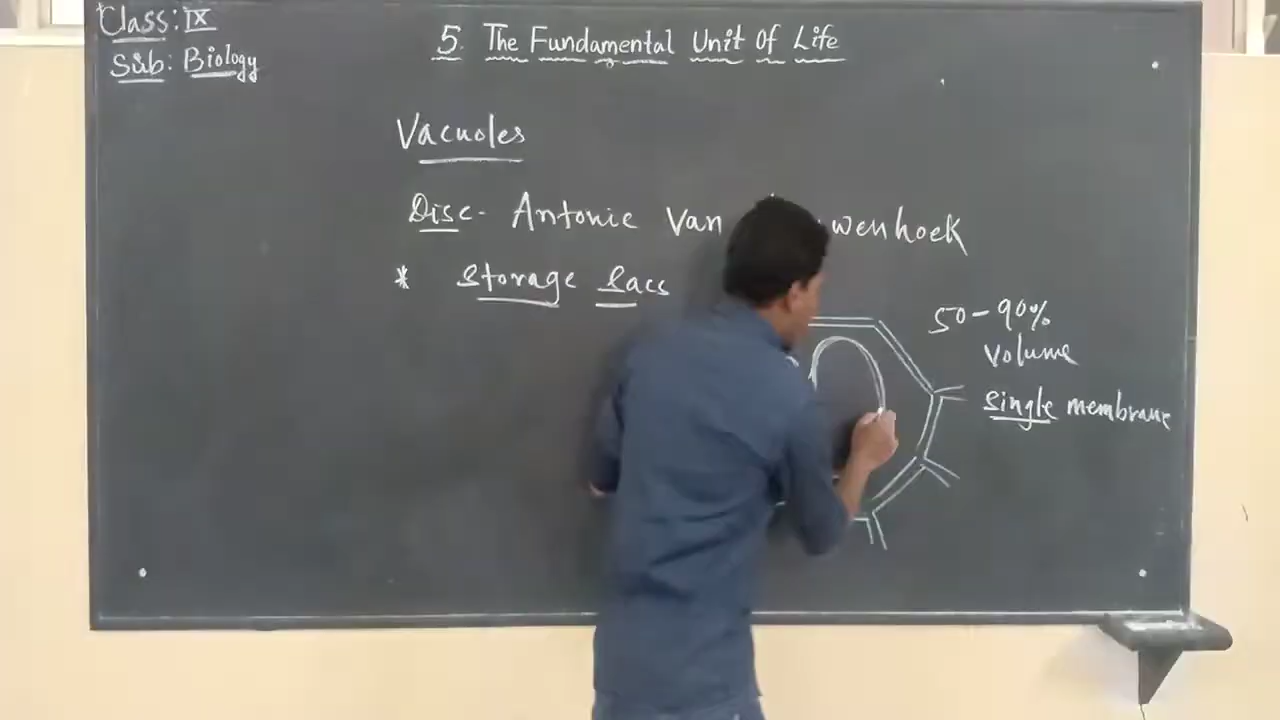 Class: IX
Sub: Biology
5. The Fundamental Unit Of Life
Vacuoles
Disc- Antonie Van wenhoek
* Storage Sacs
50-90%
Volume
Single membrane